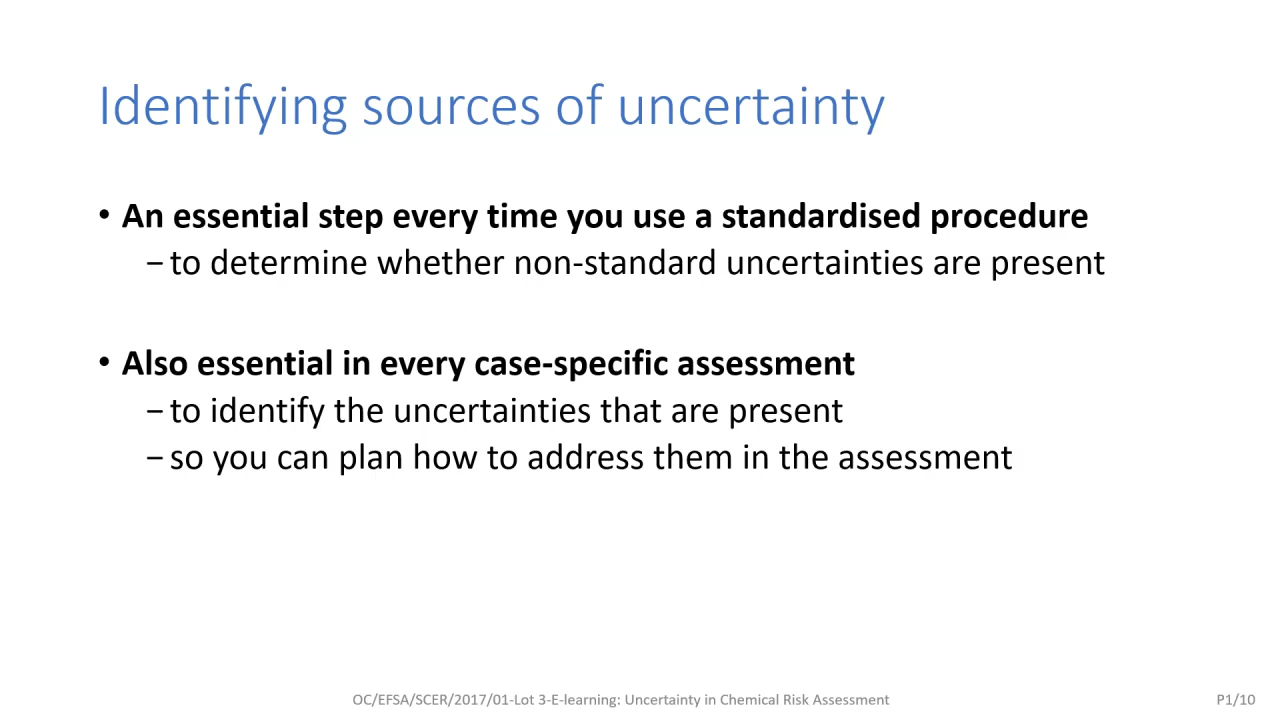 Identifying sources of uncertainty
• An essential step every time you use a standardised procedure
– to determine whether non-standard uncertainties are present
• Also essential in every case-specific assessment
– to identify the uncertainties that are present
– so you can plan how to address them in the assessment
OC/EFSA/SCER/2017/01-Lot 3-E-learning: Uncertainty in Chemical Risk Assessment
P1/10